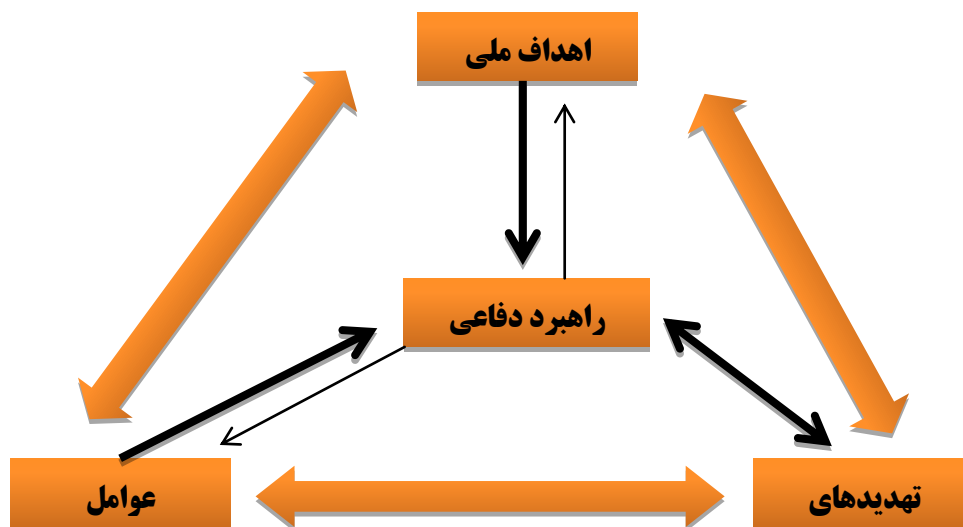 اهداف ملی
راهبرد دفاعی
تهدیدهای
عوامل